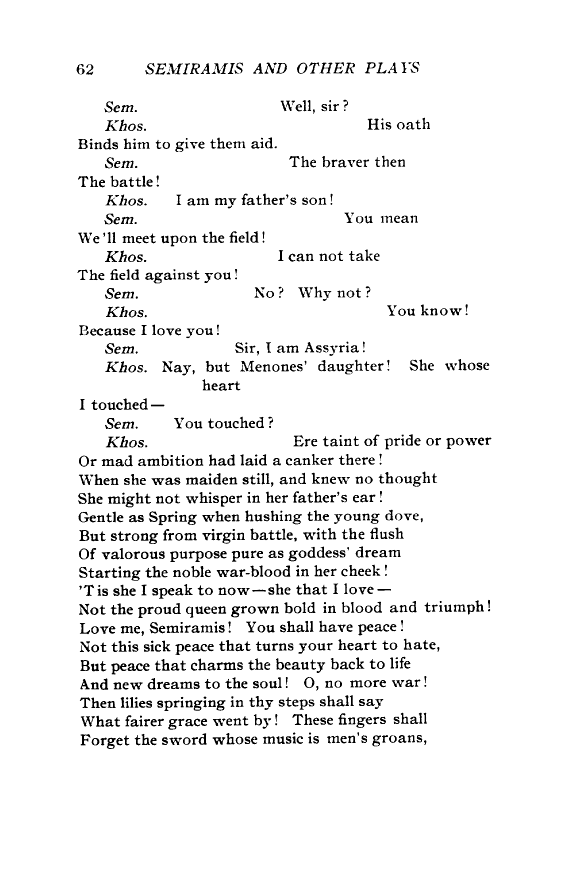 62 SEMIRAMIS AND OTHER PLAYS
Sem. Well, sir?
Khos. His oath
Binds him to give them aid.
Sem. The braver then
The battle!
Khos. I am my father's son!
Sem. You mean
We'll meet upon the field!
Khos. I can not take
The field against you!
Sem. No? Why not?
Khos. You know!
Because I love you!
Sem. Sir, I am Assyria!
Khos. Nay, but Menones' daughter! She whose
heart
I touched—
Sem. You touched?
Khos. Ere taint of pride or power
Or mad ambition had laid a canker there!
When she was maiden still, and knew no thought
She might not whisper in her father's ear!
Gentle as Spring when hushing the young dove,
But strong from virgin battle, with the flush
Of valorous purpose pure as goddess' dream
Starting the noble war-blood in her cheek!
'Tis she I speak to now—she that I love—
Not the proud queen grown bold in blood and triumph!
Love me, Semiramis! You shall have peace!
Not this sick peace that turns your heart to hate,
But peace that charms the beauty back to life
And new dreams to the soul! O, no more war!
Then lilies springing in thy steps shall say
What fairer grace went by! These fingers shall
Forget the sword whose music is men's groans,